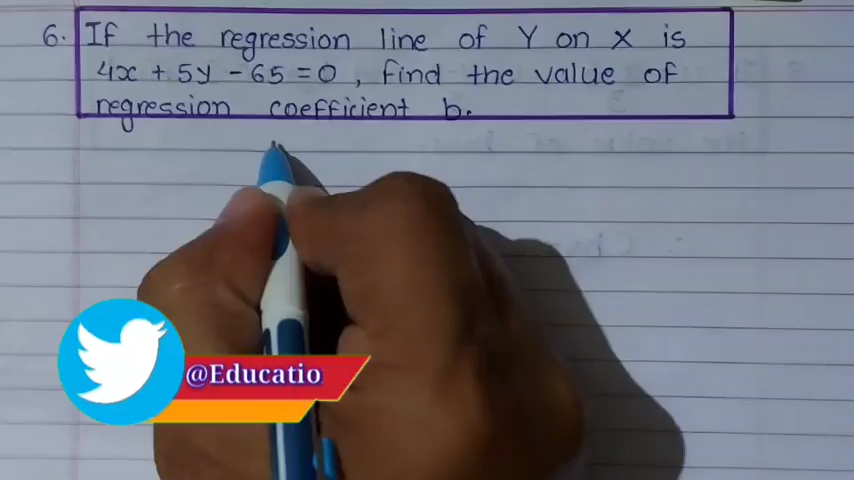 6. If the regression line of Y on X is
4x + 5y - 65 = 0, find the value of
regression coefficient b.
@Educatio